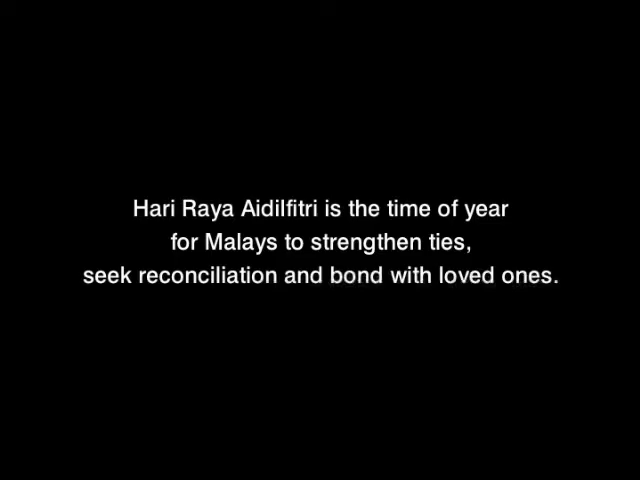 Hari Raya Aidilfitri is the time of year
for Malays to strengthen ties,
seek reconciliation and bond with loved ones.